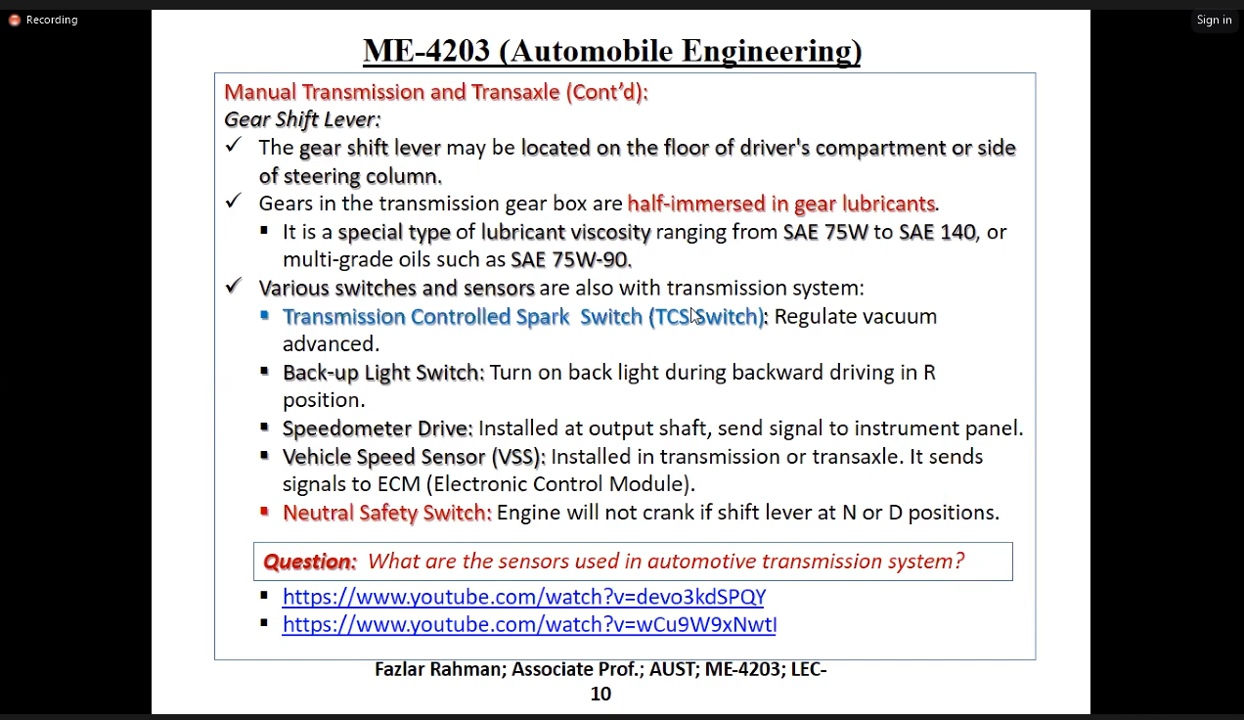 Recording
Sign in
ME-4203 (Automobile Engineering)
Manual Transmission and Transaxle (Cont'd):
Gear Shift Lever:
✓ The gear shift lever may be located on the floor of driver's compartment or side
of steering column.
✓ Gears in the transmission gear box are half-immersed in gear lubricants.
▪ It is a special type of lubricant viscosity ranging from SAE 75W to SAE 140, or
multi-grade oils such as SAE 75W-90.
✓ Various switches and sensors are also with transmission system:
▪ Transmission Controlled Spark Switch (TCS Switch): Regulate vacuum
advanced.
▪ Back-up Light Switch: Turn on back light during backward driving in R
position.
▪ Speedometer Drive: Installed at output shaft, send signal to instrument panel.
▪ Vehicle Speed Sensor (VSS): Installed in transmission or transaxle. It sends
signals to ECM (Electronic Control Module).
▪ Neutral Safety Switch: Engine will not crank if shift lever at N or D positions.
Question: What are the sensors used in automotive transmission system?
▪ https://www.youtube.com/watch?v=devo3kdSPQY
▪ https://www.youtube.com/watch?v=wCu9W9xNwtI
Fazlar Rahman; Associate Prof.; AUST; ME-4203; LEC-
10